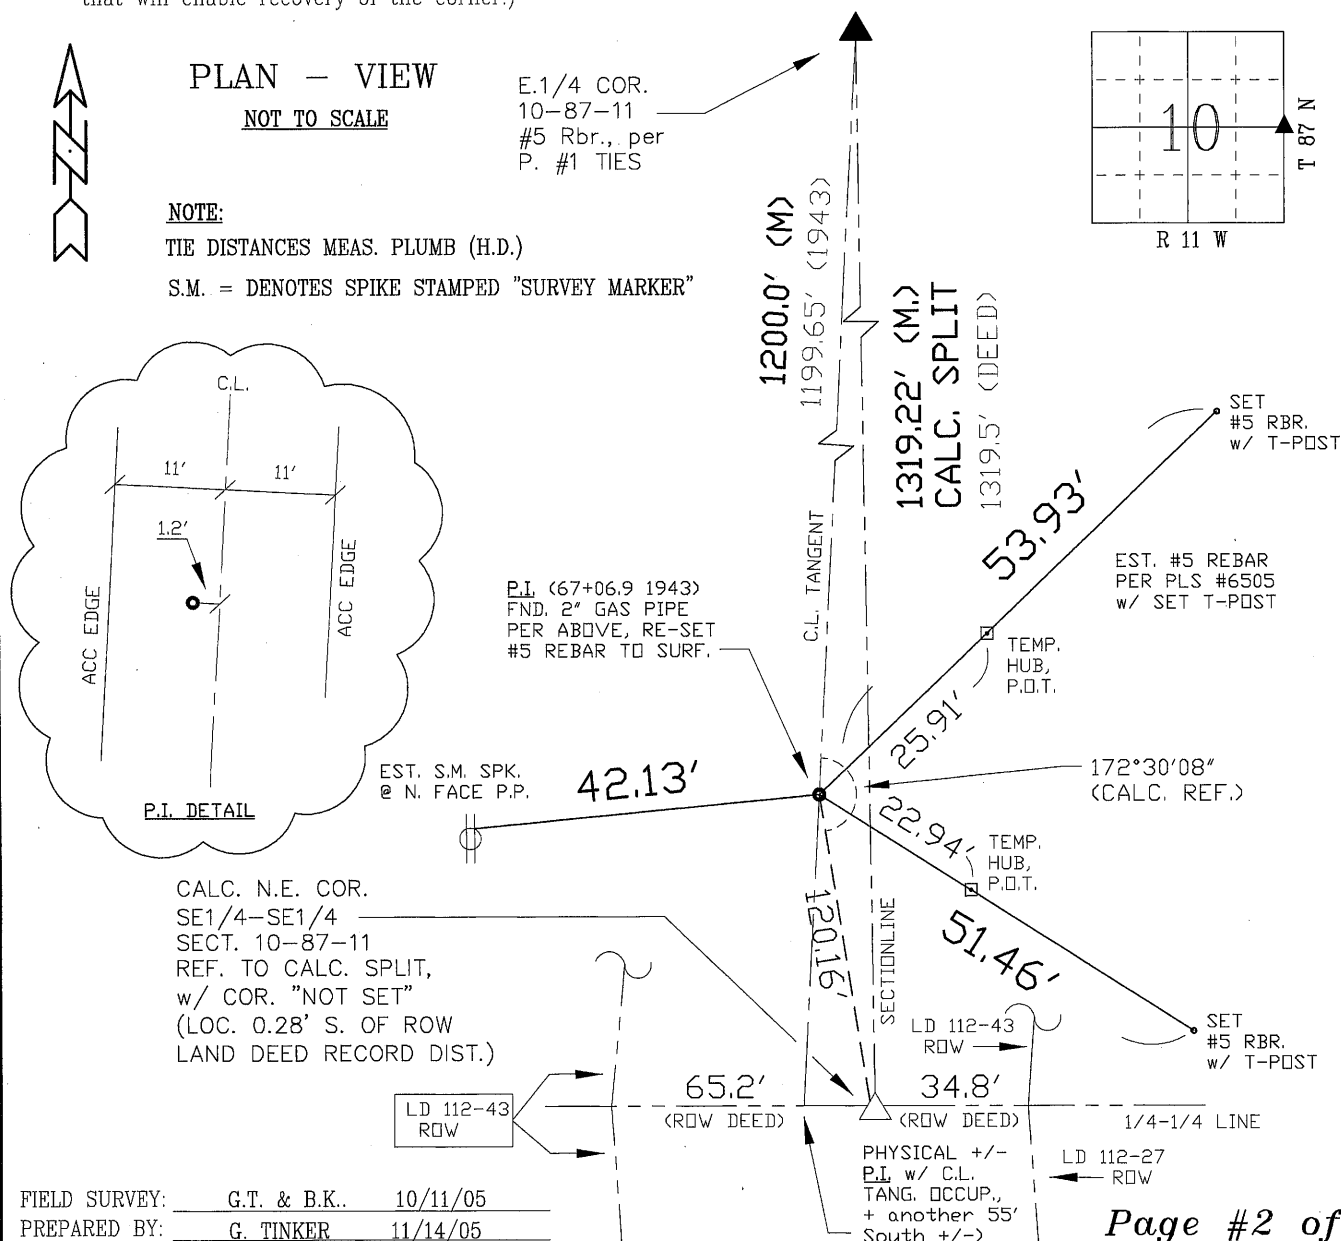 that will enable recovery of the corner.)
PLAN - VIEW
NOT TO SCALE
N
E.1/4 COR.
10-87-11
#5 Rbr., per
P. #1 TIES
10
T 87 N
R 11 W
NOTE:
TIE DISTANCES MEAS. PLUMB (H.D.)
S.M. = DENOTES SPIKE STAMPED "SURVEY MARKER"
1200.0' (M)
1199.65' (1943)
1319.22' (M.)
CALC. SPLIT
1319.5' (DEED)
C.L.
11'
11'
1.2'
ACC EDGE
ACC EDGE
P.I. DETAIL
SET
#5 RBR.
w/ T-POST
53.93'
EST. #5 REBAR
PER PLS #6505
w/ SET T-POST
C.L. TANGENT
P.I. (67+06.9 1943)
FND. 2" GAS PIPE
PER ABOVE, RE-SET
#5 REBAR TO SURF.
TEMP.
HUB,
P.O.T.
25.91'
EST. S.M. SPK.
@ N. FACE P.P.
42.13'
172°30'08"
(CALC. REF.)
22.94'
TEMP.
HUB,
P.O.T.
51.46'
120.16'
SECTIONLINE
CALC. N.E. COR.
SE1/4-SE1/4
SECT. 10-87-11
REF. TO CALC. SPLIT,
w/ COR. "NOT SET"
(LOC. 0.28' S. OF ROW
LAND DEED RECORD DIST.)
LD 112-43
ROW
SET
#5 RBR.
w/ T-POST
65.2'
(ROW DEED)
34.8'
(ROW DEED)
1/4-1/4 LINE
LD 112-43
ROW
PHYSICAL +/-
P.I. w/ C.L.
TANG. OCCUP.,
+ another 55'
South +/-)
LD 112-27
ROW
FIELD SURVEY: G.T. & B.K.. 10/11/05
PREPARED BY: G. TINKER 11/14/05
Page #2 of